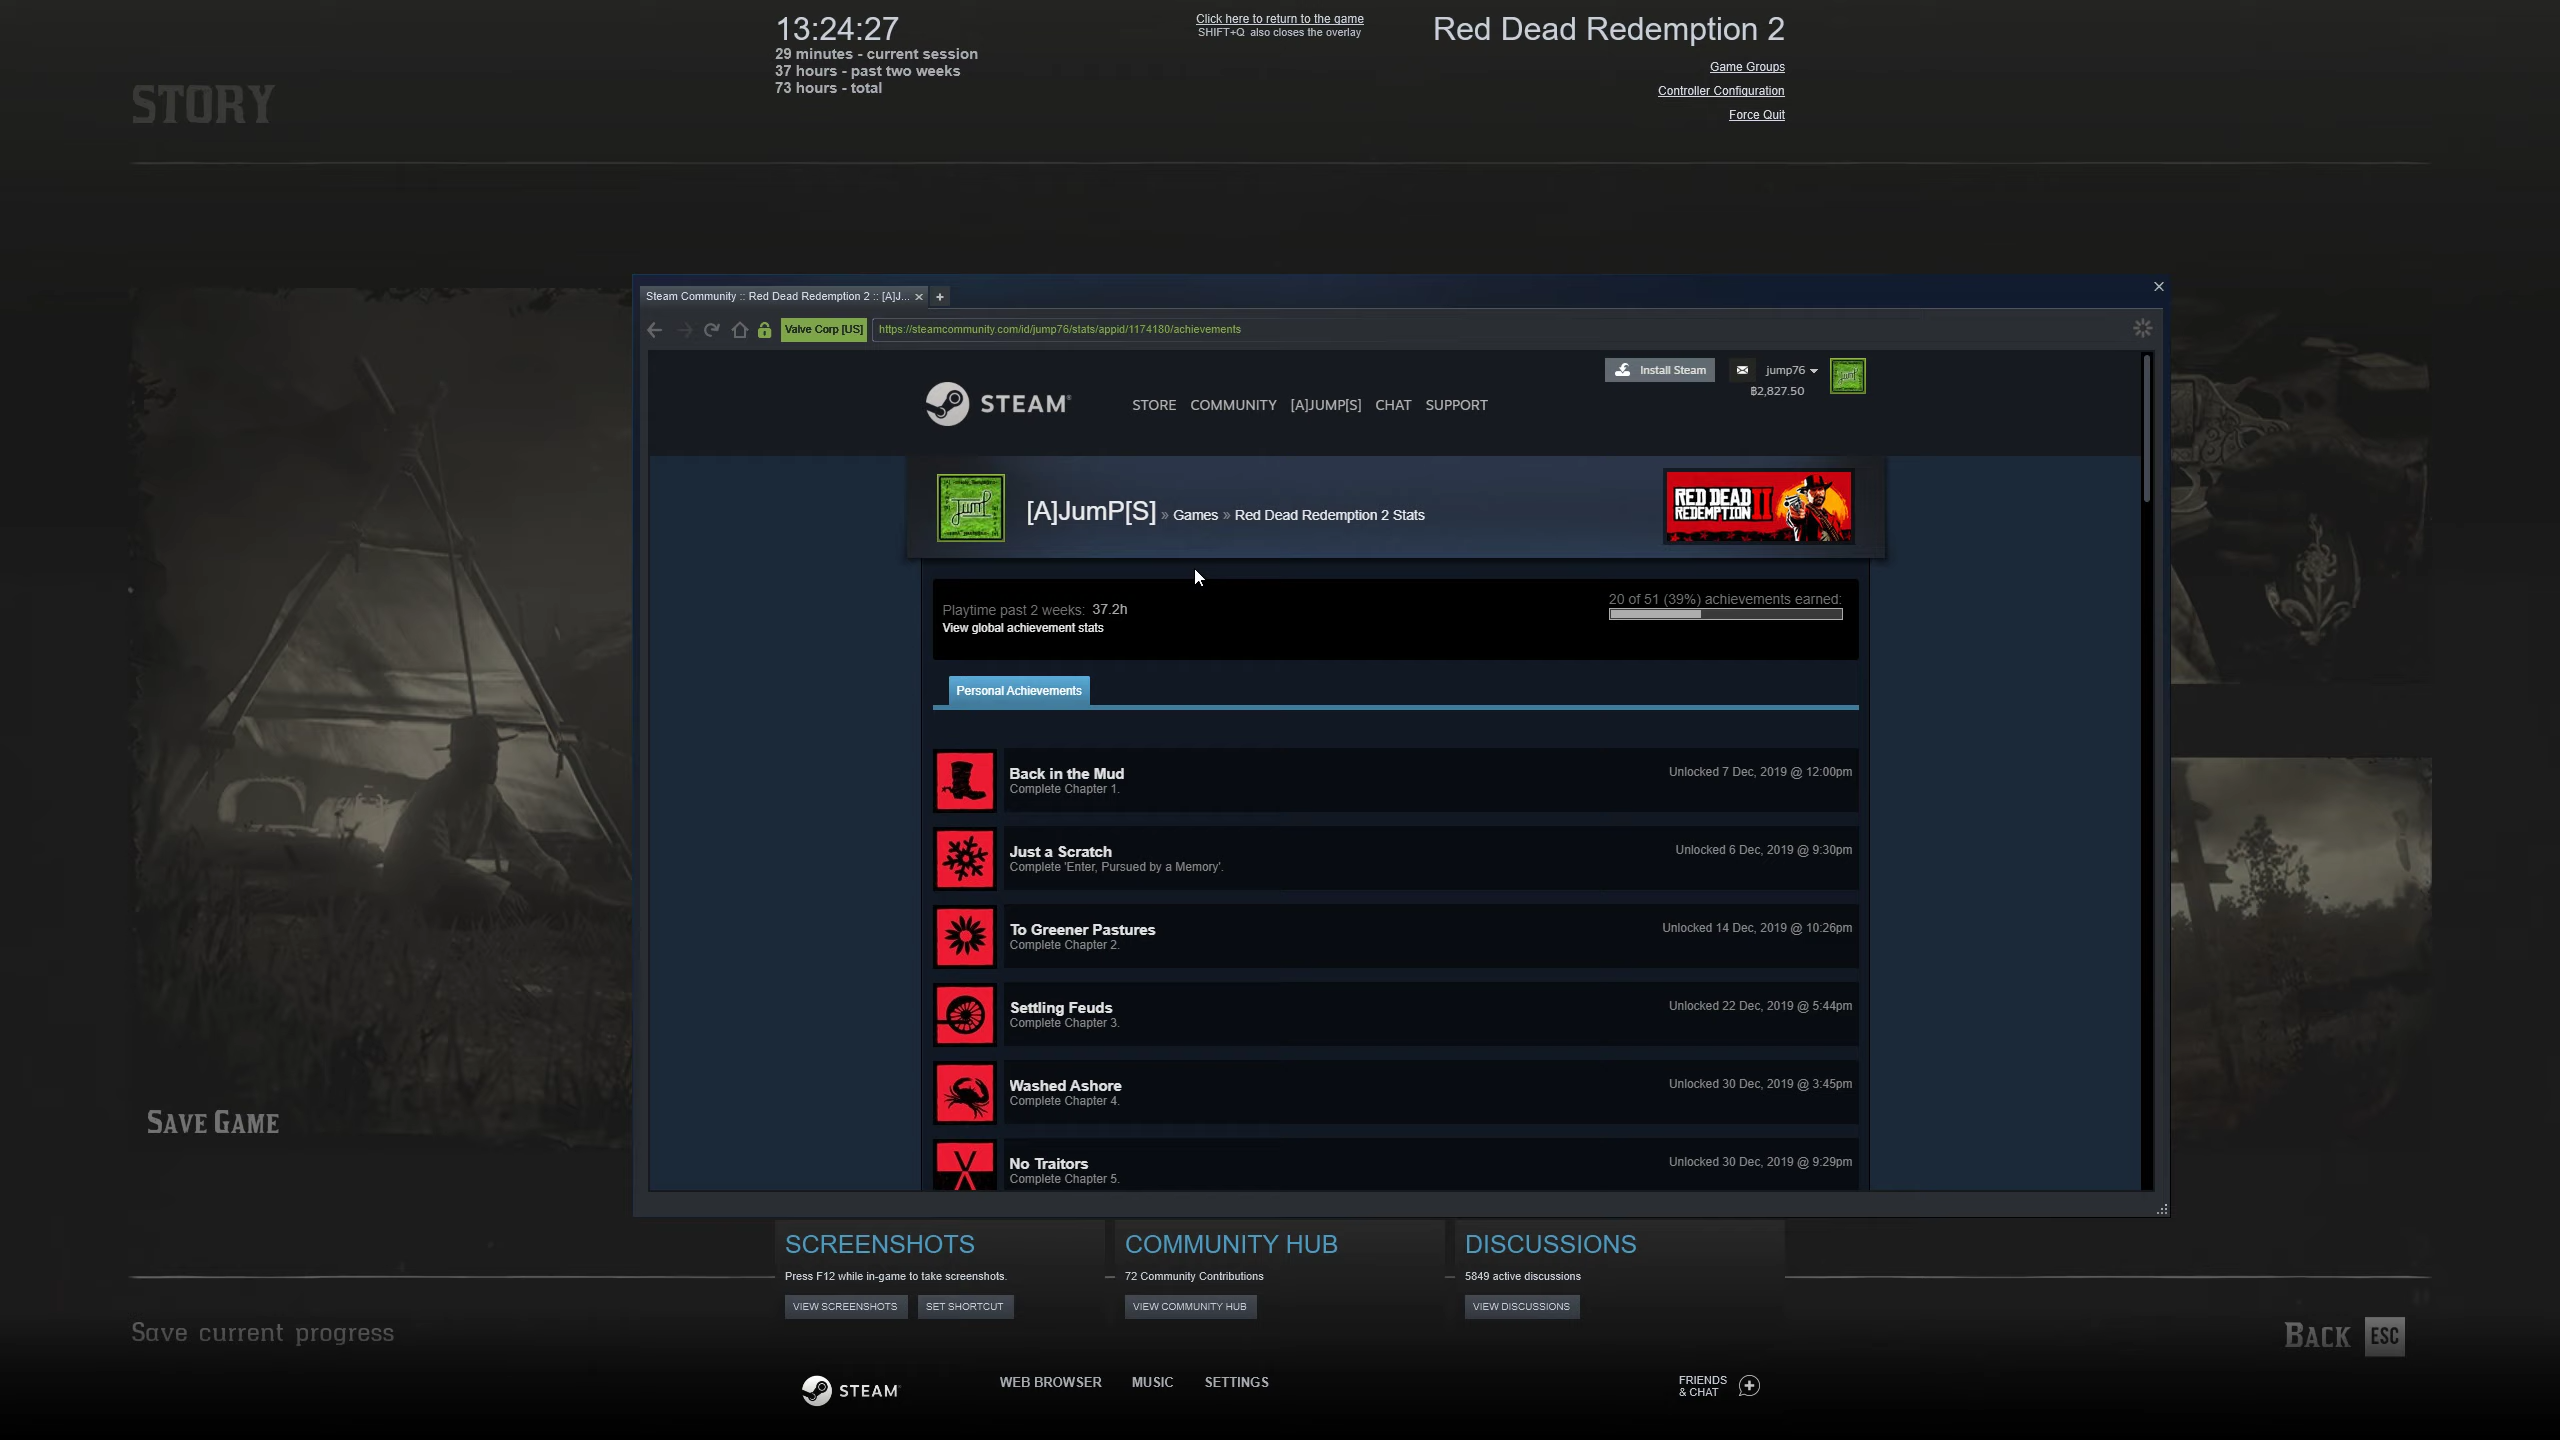 13:24:27
29 minutes - current session
37 hours - past two weeks
73 hours - total
Click here to return to the game
SHIFT+Q also closes the overlay
Red Dead Redemption 2
Game Groups
Controller Configuration
Force Quit
STORY
Steam Community :: Red Dead Redemption 2 :: [A]J...
Valve Corp [US]
https://steamcommunity.com/id/jump76/stats/appid/1174180/achievements
Install Steam
jump76
฿2,827.50
STEAM®
STORE COMMUNITY [A]JUMP[S] CHAT SUPPORT
[A]JumP[S] » Games » Red Dead Redemption 2 Stats
RED DEAD
REDEMPTION
II
Playtime past 2 weeks: 37.2h
View global achievement stats
20 of 51 (39%) achievements earned:
Personal Achievements
Back in the Mud
Complete Chapter 1.
Unlocked 7 Dec, 2019 @ 12:00pm
Just a Scratch
Complete 'Enter, Pursued by a Memory'.
Unlocked 6 Dec, 2019 @ 9:30pm
To Greener Pastures
Complete Chapter 2.
Unlocked 14 Dec, 2019 @ 10:26pm
Settling Feuds
Complete Chapter 3.
Unlocked 22 Dec, 2019 @ 5:44pm
Washed Ashore
Complete Chapter 4.
Unlocked 30 Dec, 2019 @ 3:45pm
No Traitors
Complete Chapter 5.
Unlocked 30 Dec, 2019 @ 9:29pm
SAVE GAME
SCREENSHOTS
Press F12 while in-game to take screenshots.
VIEW SCREENSHOTS
SET SHORTCUT
COMMUNITY HUB
72 Community Contributions
VIEW COMMUNITY HUB
DISCUSSIONS
5849 active discussions
VIEW DISCUSSIONS
Save current progress
BACK ESC
STEAM
WEB BROWSER MUSIC SETTINGS
FRIENDS
& CHAT